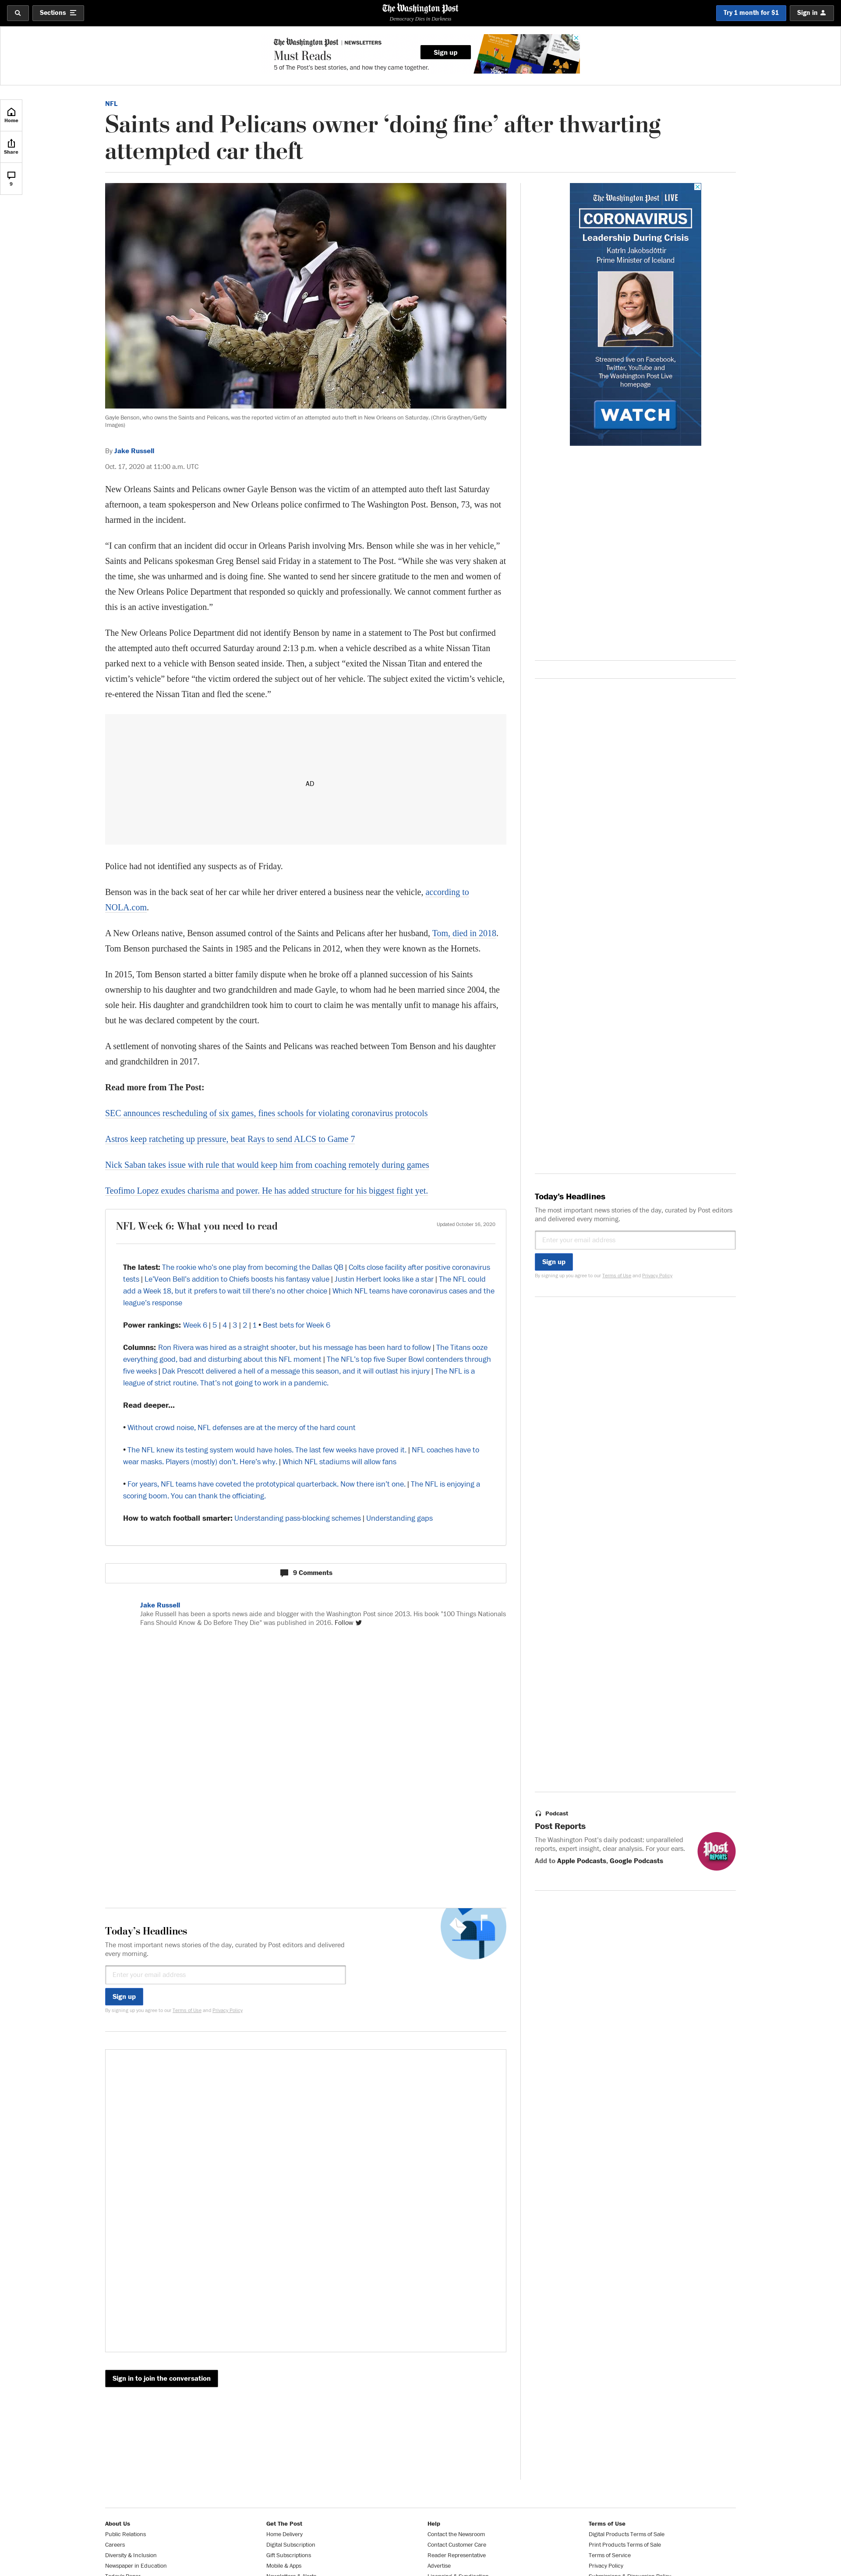 Sections
The Washington Post
Democracy Dies in Darkness
Try 1 month for $1
Sign in
The Washington Post | NEWSLETTERS
Must Reads
5 of The Post's best stories, and how they came together.
Sign up
Home
Share
9
NFL
Saints and Pelicans owner ‘doing fine’ after thwarting
attempted car theft
Gayle Benson, who owns the Saints and Pelicans, was the reported victim of an attempted auto theft in New Orleans on Saturday. (Chris Graythen/Getty
Images)
By Jake Russell
Oct. 17, 2020 at 11:00 a.m. UTC
New Orleans Saints and Pelicans owner Gayle Benson was the victim of an attempted auto theft last Saturday
afternoon, a team spokesperson and New Orleans police confirmed to The Washington Post. Benson, 73, was not
harmed in the incident.
“I can confirm that an incident did occur in Orleans Parish involving Mrs. Benson while she was in her vehicle,”
Saints and Pelicans spokesman Greg Bensel said Friday in a statement to The Post. “While she was very shaken at
the time, she was unharmed and is doing fine. She wanted to send her sincere gratitude to the men and women of
the New Orleans Police Department that responded so quickly and professionally. We cannot comment further as
this is an active investigation.”
The New Orleans Police Department did not identify Benson by name in a statement to The Post but confirmed
the attempted auto theft occurred Saturday around 2:13 p.m. when a vehicle described as a white Nissan Titan
parked next to a vehicle with Benson seated inside. Then, a subject “exited the Nissan Titan and entered the
victim’s vehicle” before “the victim ordered the subject out of her vehicle. The subject exited the victim’s vehicle,
re-entered the Nissan Titan and fled the scene.”
AD
Police had not identified any suspects as of Friday.
Benson was in the back seat of her car while her driver entered a business near the vehicle, according to
NOLA.com.
A New Orleans native, Benson assumed control of the Saints and Pelicans after her husband, Tom, died in 2018.
Tom Benson purchased the Saints in 1985 and the Pelicans in 2012, when they were known as the Hornets.
In 2015, Tom Benson started a bitter family dispute when he broke off a planned succession of his Saints
ownership to his daughter and two grandchildren and made Gayle, to whom had he been married since 2004, the
sole heir. His daughter and grandchildren took him to court to claim he was mentally unfit to manage his affairs,
but he was declared competent by the court.
A settlement of nonvoting shares of the Saints and Pelicans was reached between Tom Benson and his daughter
and grandchildren in 2017.
Read more from The Post:
SEC announces rescheduling of six games, fines schools for violating coronavirus protocols
Astros keep ratcheting up pressure, beat Rays to send ALCS to Game 7
Nick Saban takes issue with rule that would keep him from coaching remotely during games
Teofimo Lopez exudes charisma and power. He has added structure for his biggest fight yet.
NFL Week 6: What you need to read
Updated October 16, 2020
The latest: The rookie who’s one play from becoming the Dallas QB | Colts close facility after positive coronavirus
tests | Le’Veon Bell’s addition to Chiefs boosts his fantasy value | Justin Herbert looks like a star | The NFL could
add a Week 18, but it prefers to wait till there’s no other choice | Which NFL teams have coronavirus cases and the
league’s response
Power rankings: Week 6 | 5 | 4 | 3 | 2 | 1 • Best bets for Week 6
Columns: Ron Rivera was hired as a straight shooter, but his message has been hard to follow | The Titans ooze
everything good, bad and disturbing about this NFL moment | The NFL’s top five Super Bowl contenders through
five weeks | Dak Prescott delivered a hell of a message this season, and it will outlast his injury | The NFL is a
league of strict routine. That’s not going to work in a pandemic.
Read deeper...
• Without crowd noise, NFL defenses are at the mercy of the hard count
• The NFL knew its testing system would have holes. The last few weeks have proved it. | NFL coaches have to
wear masks. Players (mostly) don’t. Here’s why. | Which NFL stadiums will allow fans
• For years, NFL teams have coveted the prototypical quarterback. Now there isn’t one. | The NFL is enjoying a
scoring boom. You can thank the officiating.
How to watch football smarter: Understanding pass-blocking schemes | Understanding gaps
9 Comments
Jake Russell
Jake Russell has been a sports news aide and blogger with the Washington Post since 2013. His book "100 Things Nationals
Fans Should Know & Do Before They Die" was published in 2016. Follow
Today’s Headlines
The most important news stories of the day, curated by Post editors and delivered
every morning.
Enter your email address
Sign up
By signing up you agree to our Terms of Use and Privacy Policy
Sign in to join the conversation
The Washington Post LIVE
CORONAVIRUS
Leadership During Crisis
Katrín Jakobsdóttir
Prime Minister of Iceland
Streamed live on Facebook,
Twitter, YouTube and
The Washington Post Live
homepage
WATCH
Today’s Headlines
The most important news stories of the day, curated by Post editors
and delivered every morning.
Enter your email address
Sign up
By signing up you agree to our Terms of Use and Privacy Policy
Podcast
Post Reports
The Washington Post’s daily podcast: unparalleled
reports, expert insight, clear analysis. For your ears.
Add to Apple Podcasts, Google Podcasts
Post
REPORTS
About Us
Public Relations
Careers
Diversity & Inclusion
Newspaper in Education
Get The Post
Home Delivery
Digital Subscription
Gift Subscriptions
Mobile & Apps
Help
Contact the Newsroom
Contact Customer Care
Reader Representative
Advertise
Terms of Use
Digital Products Terms of Sale
Print Products Terms of Sale
Terms of Service
Privacy Policy